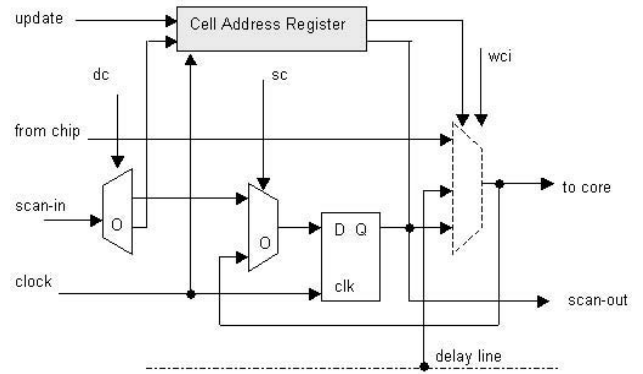 update
Cell Address Register
wci
dc
sc
from chip
scan-in
O
O
D Q
to core
clock
clk
scan-out
delay line